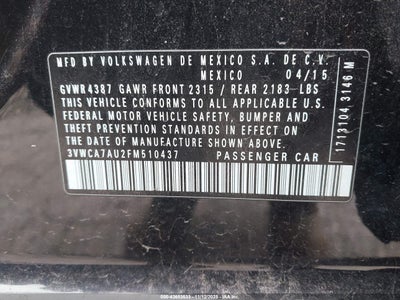 MFD BY VOLKSWAGEN DE MEXICO S.A. DE C.V.
MEXICO 04/15
GVWR4387 GAWR FRONT 2315 / REAR 2183 LBS
THIS VEHICLE CONFORMS TO ALL APPLICABLE U.S.
FEDERAL MOTOR VEHICLE SAFETY, BUMPER AND
THEFT PREVENTION STANDARDS IN EFFECT ON THE
DATE OF MANUFACTURE SHOWN ABOVE.
3VWCA7AU2FM510437 PASSENGER CAR
1713104 3146 M